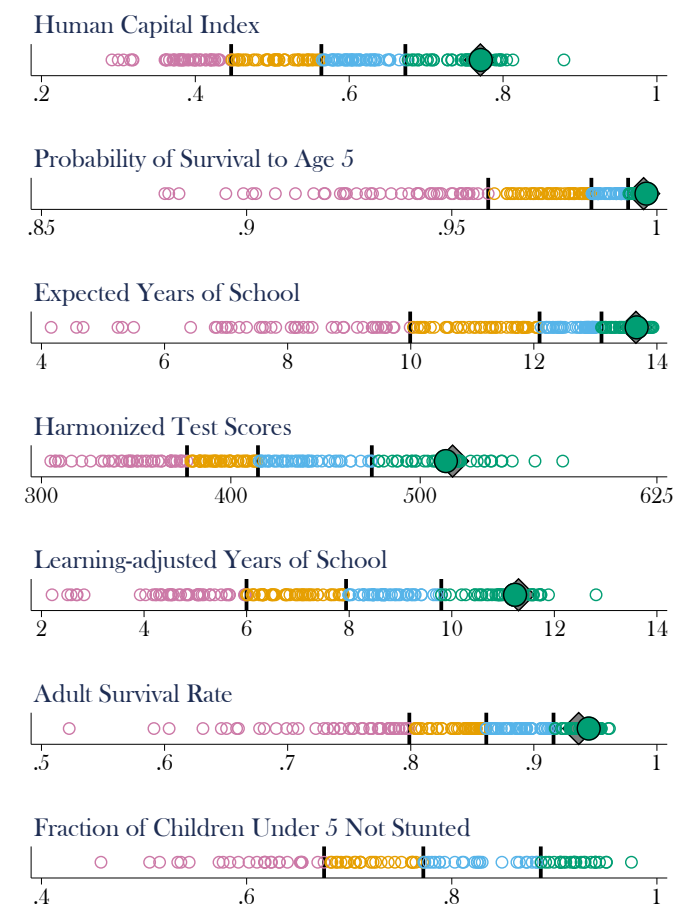 Human Capital Index
.2 .4 .6 .8 1
Probability of Survival to Age 5
.85 .9 .95 1
Expected Years of School
4 6 8 10 12 14
Harmonized Test Scores
300 400 500 625
Learning-adjusted Years of School
2 4 6 8 10 12 14
Adult Survival Rate
.5 .6 .7 .8 .9 1
Fraction of Children Under 5 Not Stunted
.4 .6 .8 1